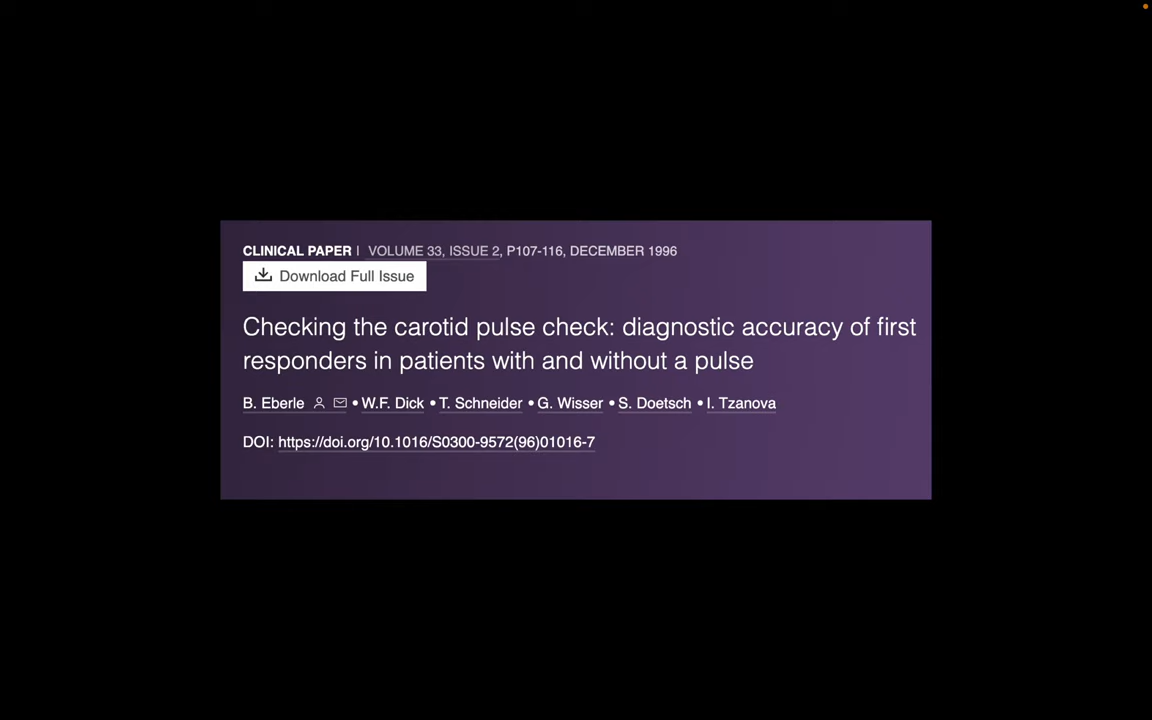 CLINICAL PAPER | VOLUME 33, ISSUE 2, P107-116, DECEMBER 1996
Download Full Issue
Checking the carotid pulse check: diagnostic accuracy of first
responders in patients with and without a pulse
B. Eberle • W.F. Dick • T. Schneider • G. Wisser • S. Doetsch • I. Tzanova
DOI: https://doi.org/10.1016/S0300-9572(96)01016-7